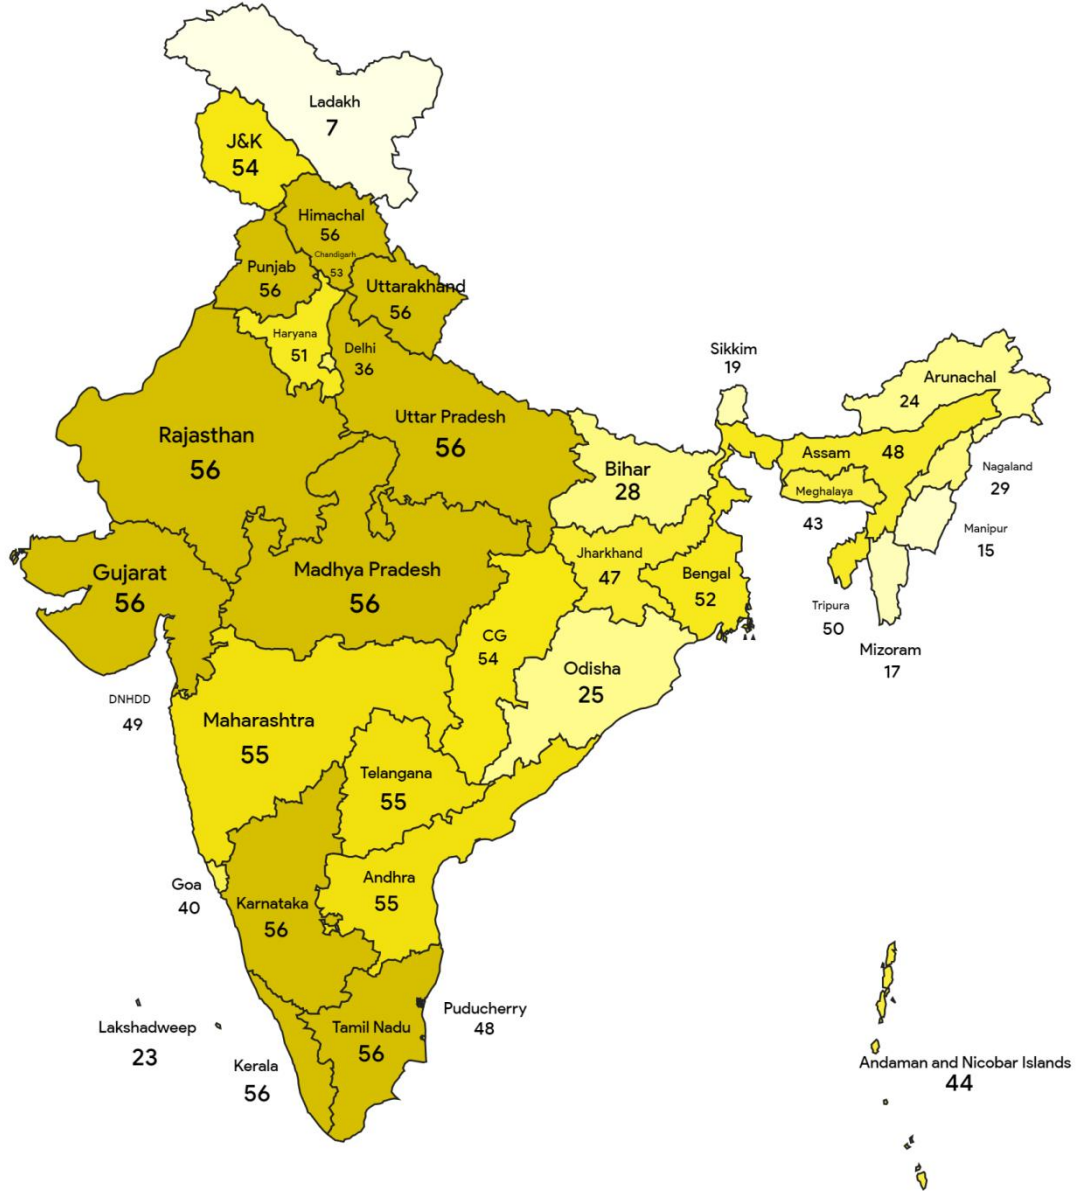 Ladakh
7
J&K
54
Himachal
56
Chandigarh
53
Punjab
56
Uttarakhand
56
Haryana
51
Delhi
36
Sikkim
19
Arunachal
24
Rajasthan
56
Uttar Pradesh
56
Bihar
28
Assam 48
Nagaland
29
Meghalaya
43
Manipur
15
Gujarat
56
Madhya Pradesh
56
Jharkhand
47
Bengal
52
Tripura
50
Mizoram
17
CG
54
Odisha
25
DNHDD
49
Maharashtra
55
Telangana
55
Goa
40
Karnataka
56
Andhra
55
Lakshadweep
23
Kerala
56
Tamil Nadu
56
Puducherry
48
Andaman and Nicobar Islands
44